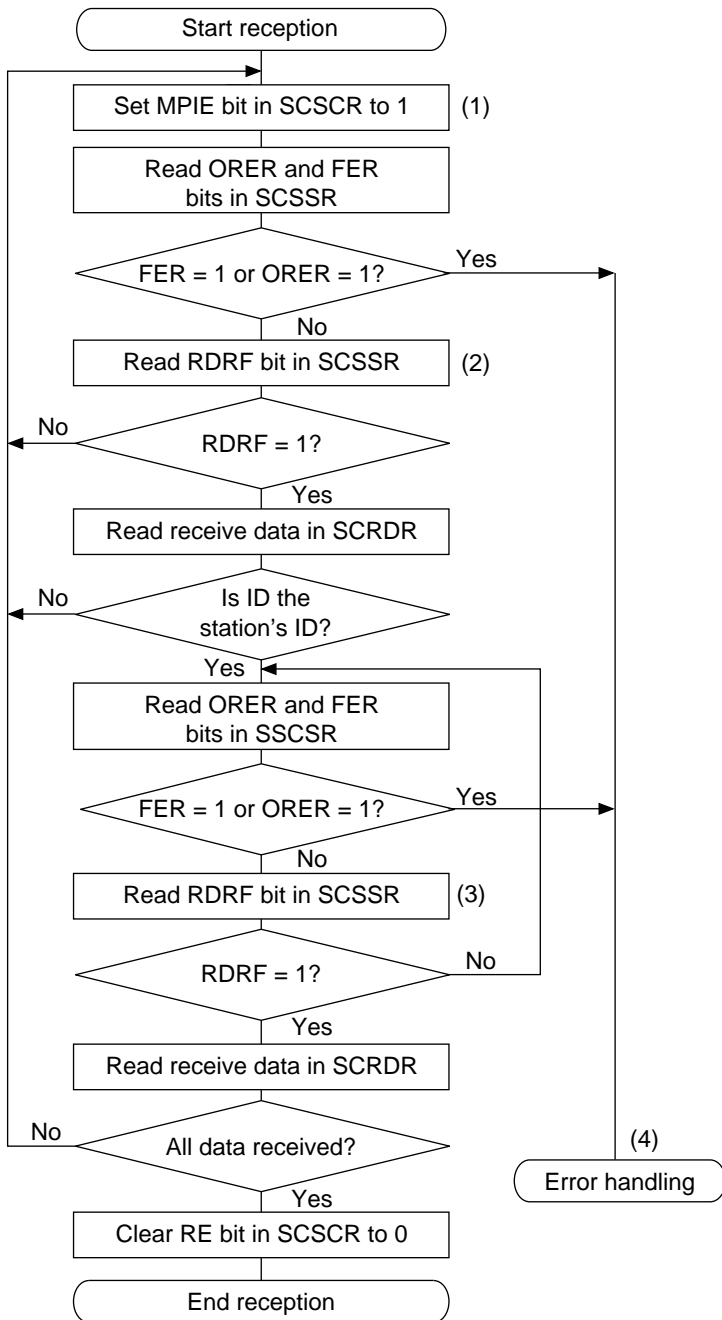 Start reception
Set MPIE bit in SCSCR to 1
(1)
Read ORER and FER
bits in SCSSR
FER = 1 or ORER = 1?
Yes
No
Read RDRF bit in SCSSR
(2)
No
RDRF = 1?
Yes
Read receive data in SCRDR
No
Is ID the
station's ID?
Yes
Read ORER and FER
bits in SSCSR
FER = 1 or ORER = 1?
Yes
No
Read RDRF bit in SCSSR
(3)
RDRF = 1?
No
Yes
Read receive data in SCRDR
No
All data received?
(4)
Error handling
Yes
Clear RE bit in SCSCR to 0
End reception